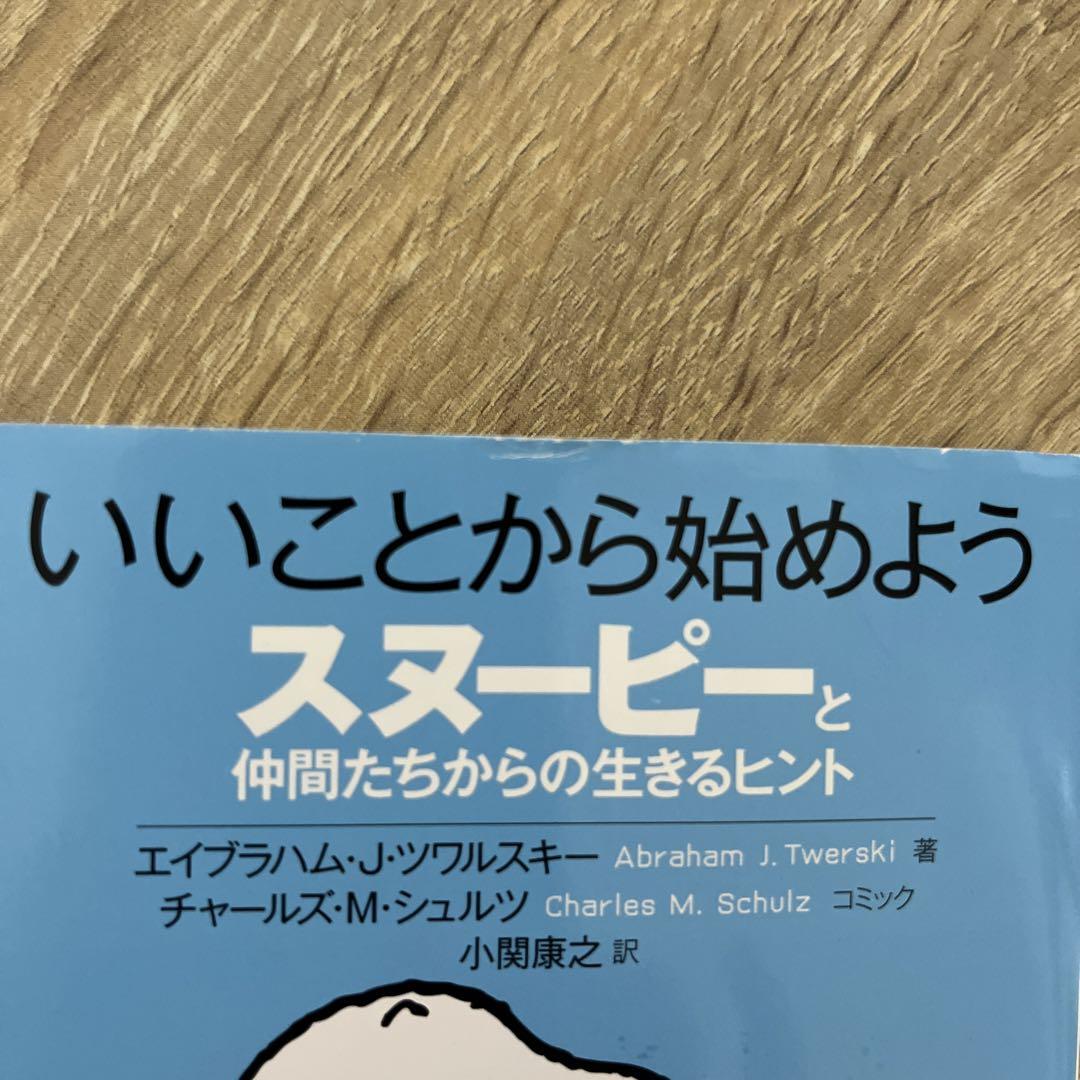 いいことから始めよう
スヌーピーと
仲間たちからの生きるヒント
エイブラハム・J・ツワルスキー Abraham J. Twerski 著
チャールズ・M・シュルツ Charles M. Schulz コミック
小関康之 訳